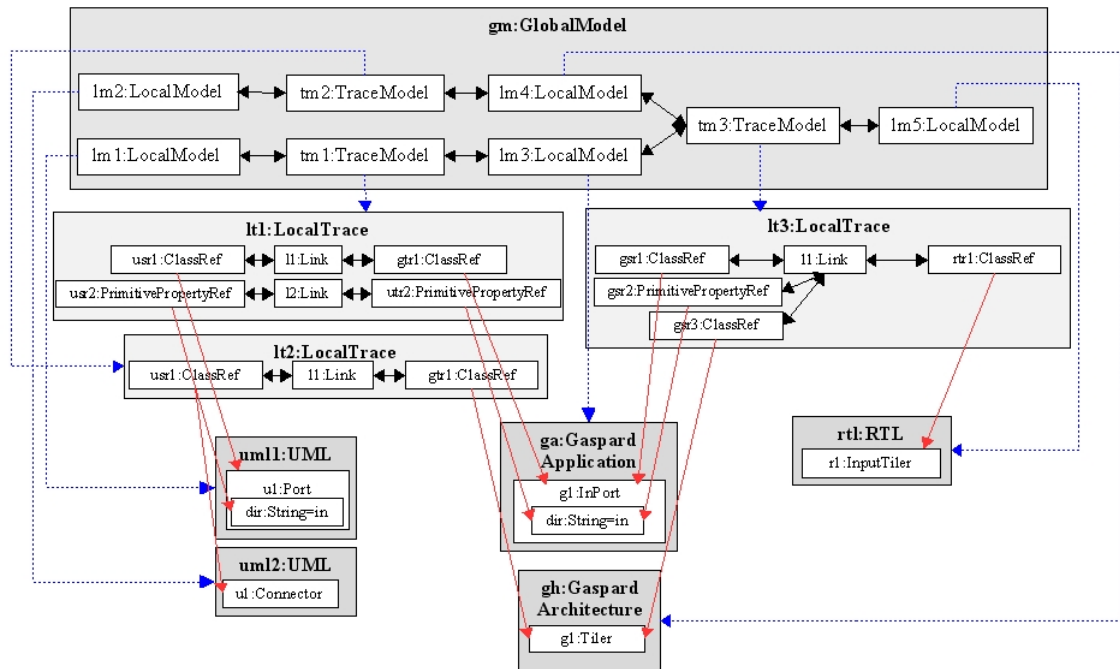 gm:GlobalModel
lm2:LocalModel
tm2:TraceModel
lm4:LocalModel
tm3:TraceModel
lm5:LocalModel
lm1:LocalModel
tm1:TraceModel
lm3:LocalModel
lt1:LocalTrace
usr1:ClassRef
l1:Link
gtr1:ClassRef
usr2:PrimitivePropertyRef
l2:Link
utr2:PrimitivePropertyRef
lt3:LocalTrace
gsr1:ClassRef
l1:Link
rtr1:ClassRef
gsr2:PrimitivePropertyRef
gsr3:ClassRef
lt2:LocalTrace
usr1:ClassRef
l1:Link
gtr1:ClassRef
uml1:UML
u1:Port
dir:String=in
ga:Gaspard
Application
g1:InPort
dir:String=in
rtl:RTL
r1:InputTiler
uml2:UML
u1:Connector
gh:Gaspard
Architecture
g1:Tiler